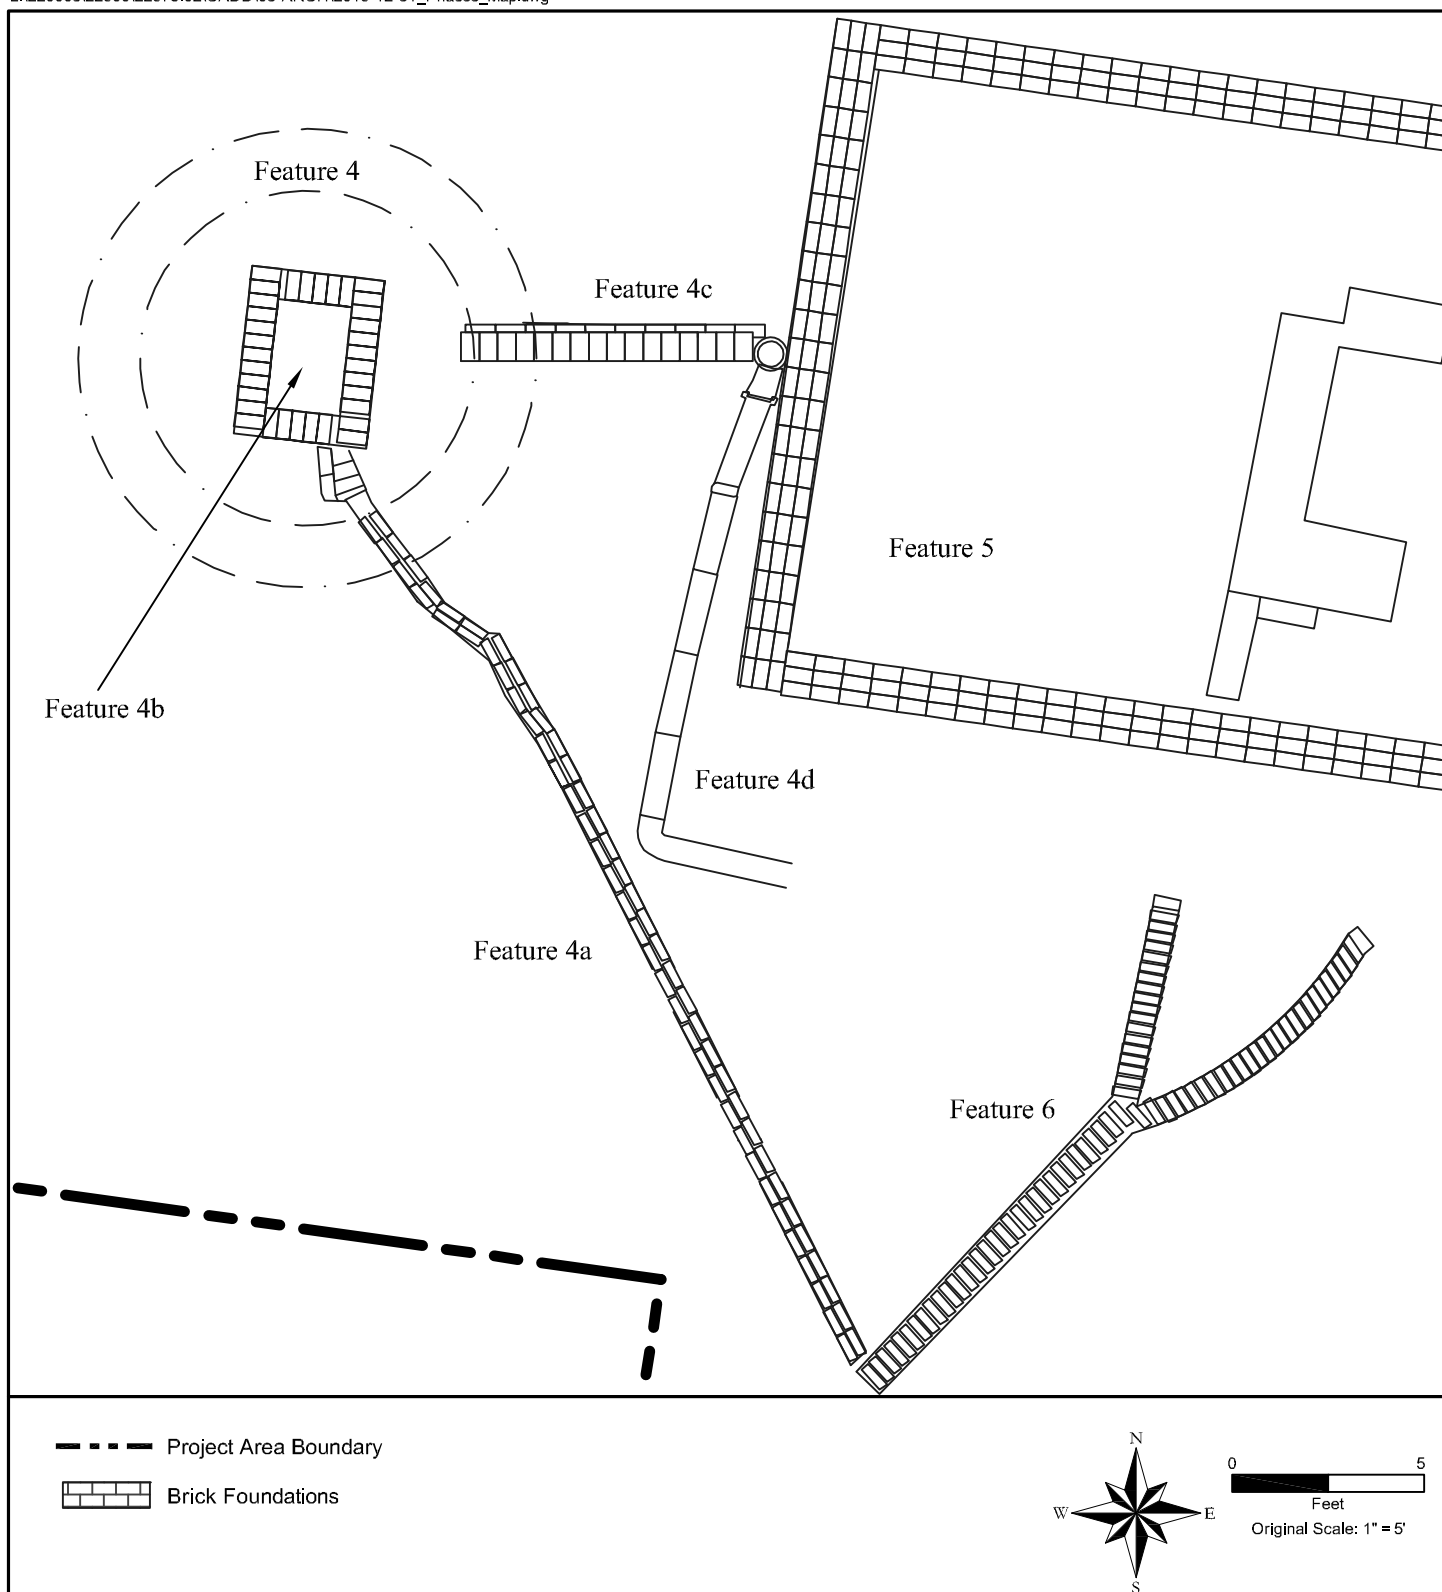 Feature 4
Feature 4c
Feature 5
Feature 4b
Feature 4d
Feature 4a
Feature 6
Project Area Boundary
Brick Foundations
N
W
E
S
0 5
Feet
Original Scale: 1" = 5'